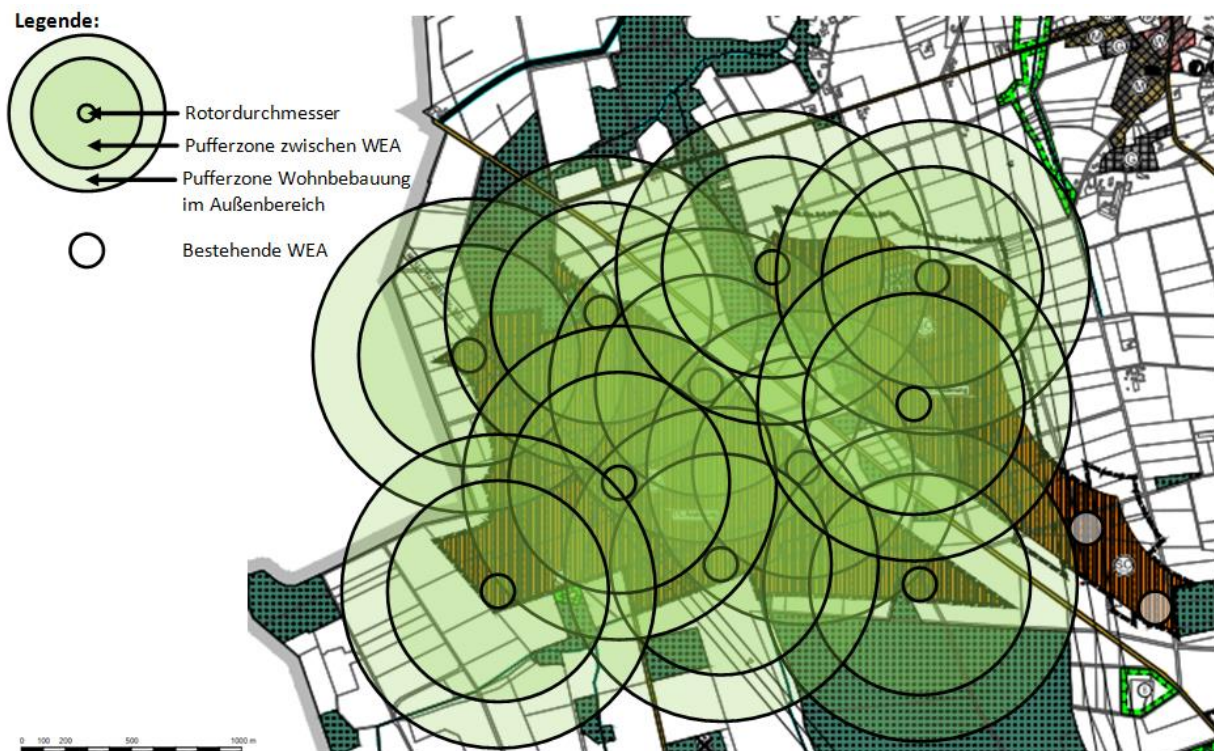 Legende:
Rotordurchmesser
Pufferzone zwischen WEA
Pufferzone Wohnbebauung
im Außenbereich
Bestehende WEA
0 100 200 500 1000 m